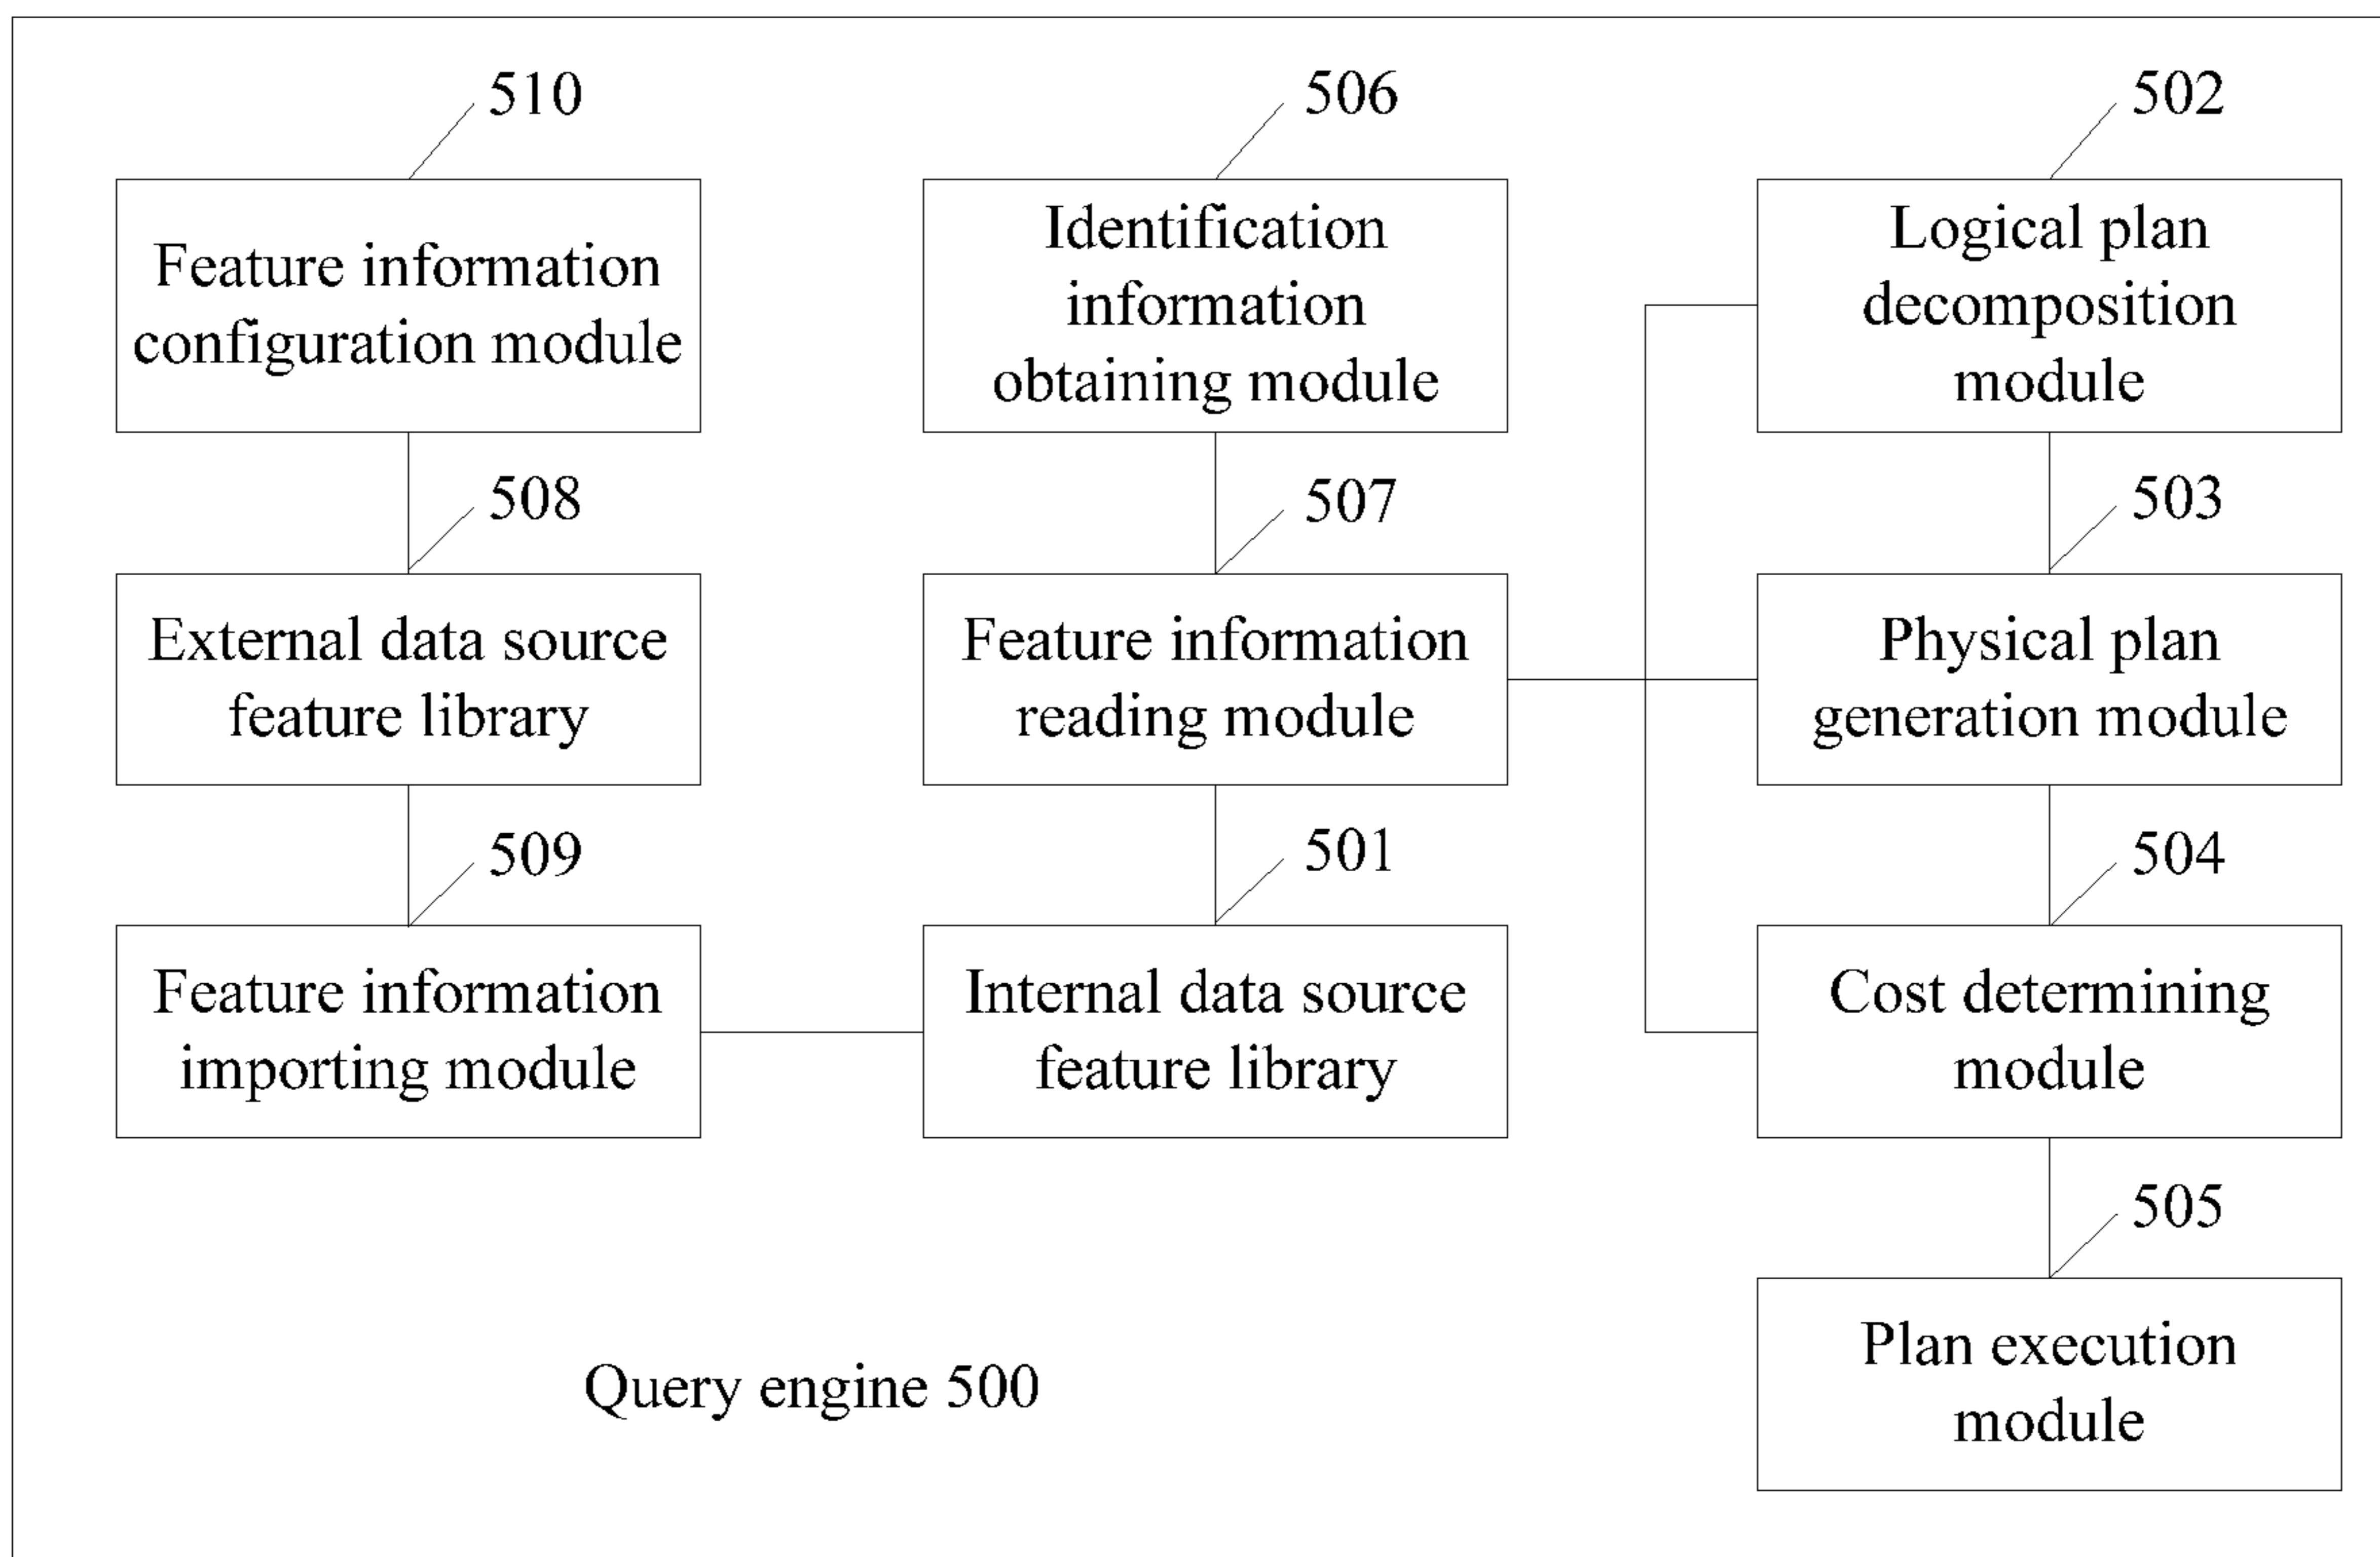 510
506
502
Feature information
configuration module
Identification
information
obtaining module
Logical plan
decomposition
module
508
507
503
External data source
feature library
Feature information
reading module
Physical plan
generation module
509
501
504
Feature information
importing module
Internal data source
feature library
Cost determining
module
505
Plan execution
module
Query engine 500